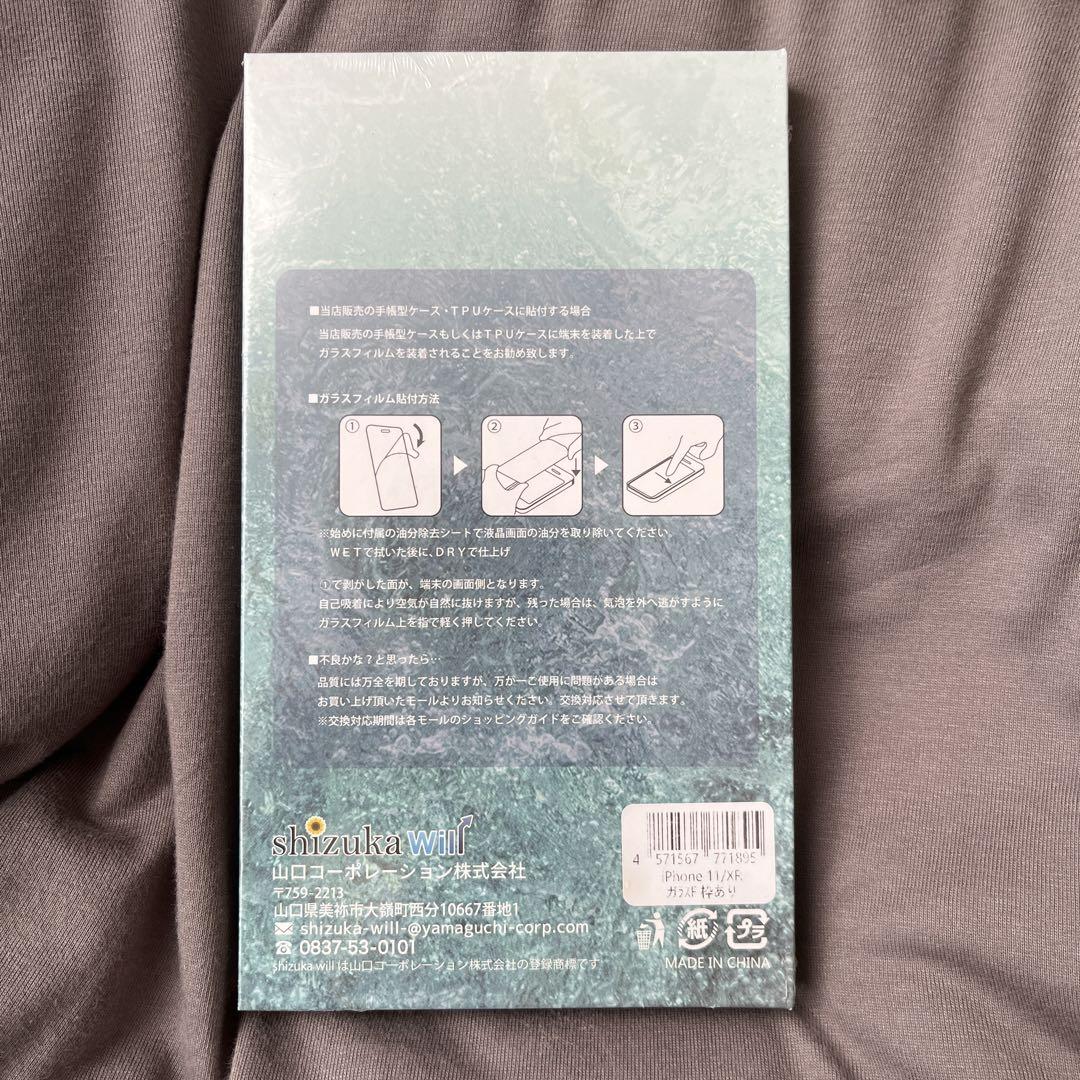 ■当店販売の手帳型ケース・TPUケースに貼付する場合
当店販売の手帳型ケースもしくはTPUケースに端末を装着した上で
ガラスフィルムを装着されることをお勧め致します。
■ガラスフィルム貼付方法
① ② ③
※始めに付属の油分除去シートで液晶画面の油分を取り除いてください。
WETで拭いた後に、DRYで仕上げ
①で剥がした面が、端末の画面側となります。
自己吸着により空気が自然に抜けますが、残った場合は、気泡を外へ逃がすように
ガラスフィルム上を指で軽く押してください。
■不良かな?と思ったら…
品質には万全を期しておりますが、万が一ご使用に問題がある場合は
お買い上げ頂いたモールよりお知らせください。交換対応させて頂きます。
※交換対応期間は各モールのショッピングガイドをご確認ください。
shizuka will
山口コーポレーション株式会社
〒759-2213
山口県美祢市大嶺町西分10667番地1
shizuka-will-@yamaguchi-corp.com
0837-53-0101
shizuka will は山口コーポレーション株式会社の登録商標です
4 571567 771895
iPhone 11/XR
ガラスF 枠あり
紙 プラ
MADE IN CHINA